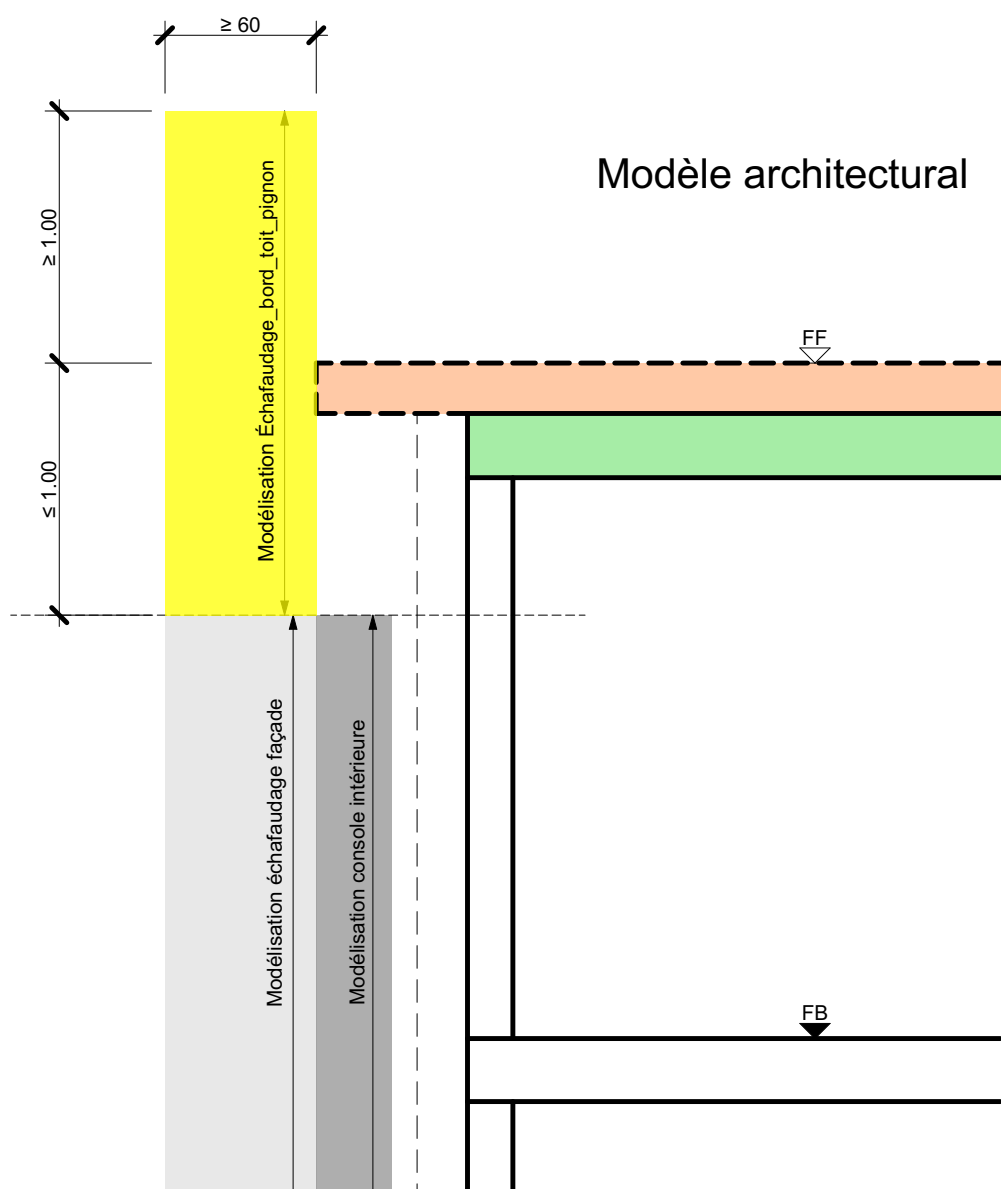 ≥ 60
Modèle architectural
≥ 1.00
Modélisation Échafaudage_bord_toit_pignon
FF
≤ 1.00
Modélisation échafaudage façade
Modélisation console intérieure
FB